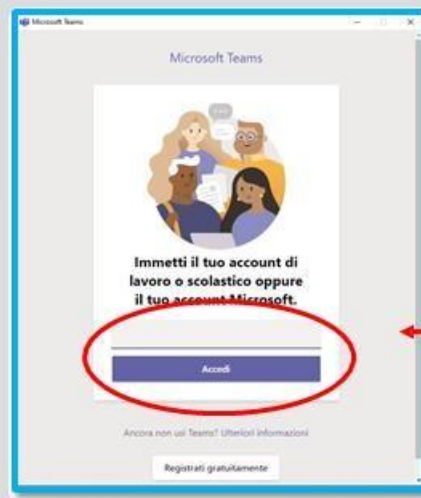 Microsoft Teams
Microsoft Teams
Immetti il tuo account di
lavoro o scolastico oppure
il tuo account Microsoft.
Accedi
Ancora non usi Teams? Ulteriori informazioni
Registrati gratuitamente